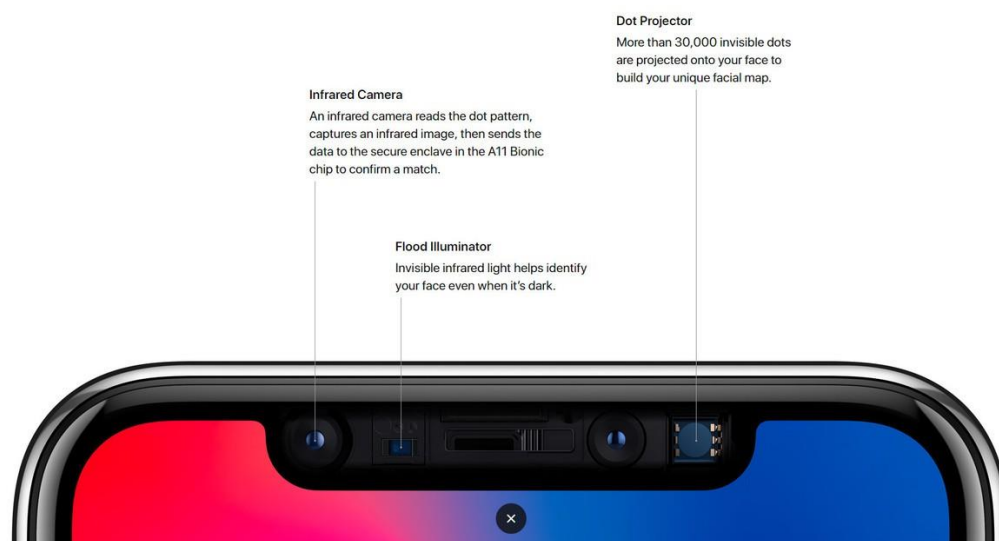 Dot Projector
More than 30,000 invisible dots
are projected onto your face to
build your unique facial map.
Infrared Camera
An infrared camera reads the dot pattern,
captures an infrared image, then sends the
data to the secure enclave in the A11 Bionic
chip to confirm a match.
Flood Illuminator
Invisible infrared light helps identify
your face even when it's dark.